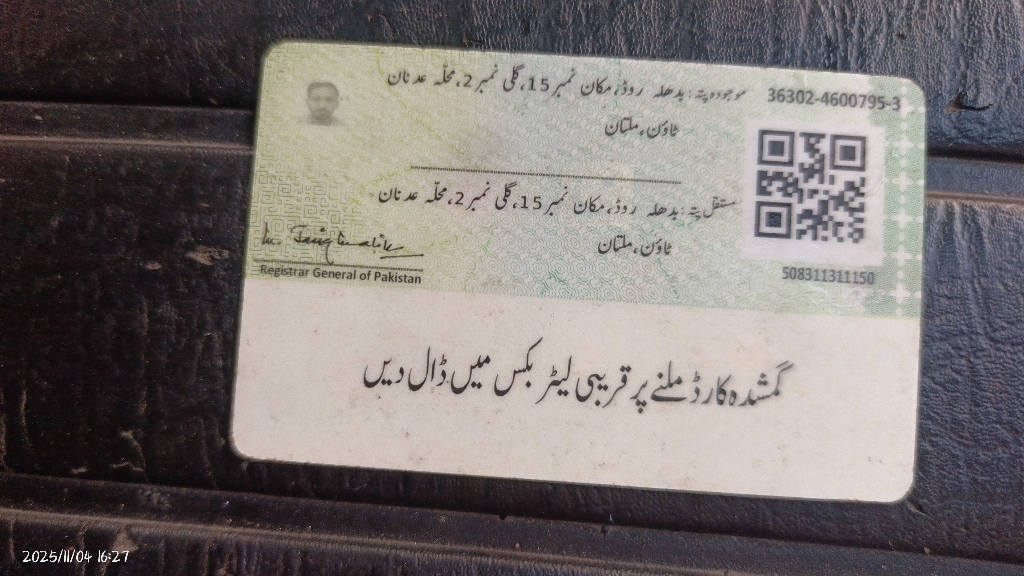 36302-4600795-3
موجودہ پتہ: بدھلہ روڈ، مکان نمبر 15، گلی نمبر 2، محلہ عدنان
ٹاؤن، ملتان
مستقل پتہ: بدھلہ روڈ، مکان نمبر 15، گلی نمبر 2، محلہ عدنان
ٹاؤن، ملتان
Registrar General of Pakistan
508311311150
گمشدہ کارڈ ملنے پر قریبی لیٹر بکس میں ڈال دیں
2025/11/04 16:27